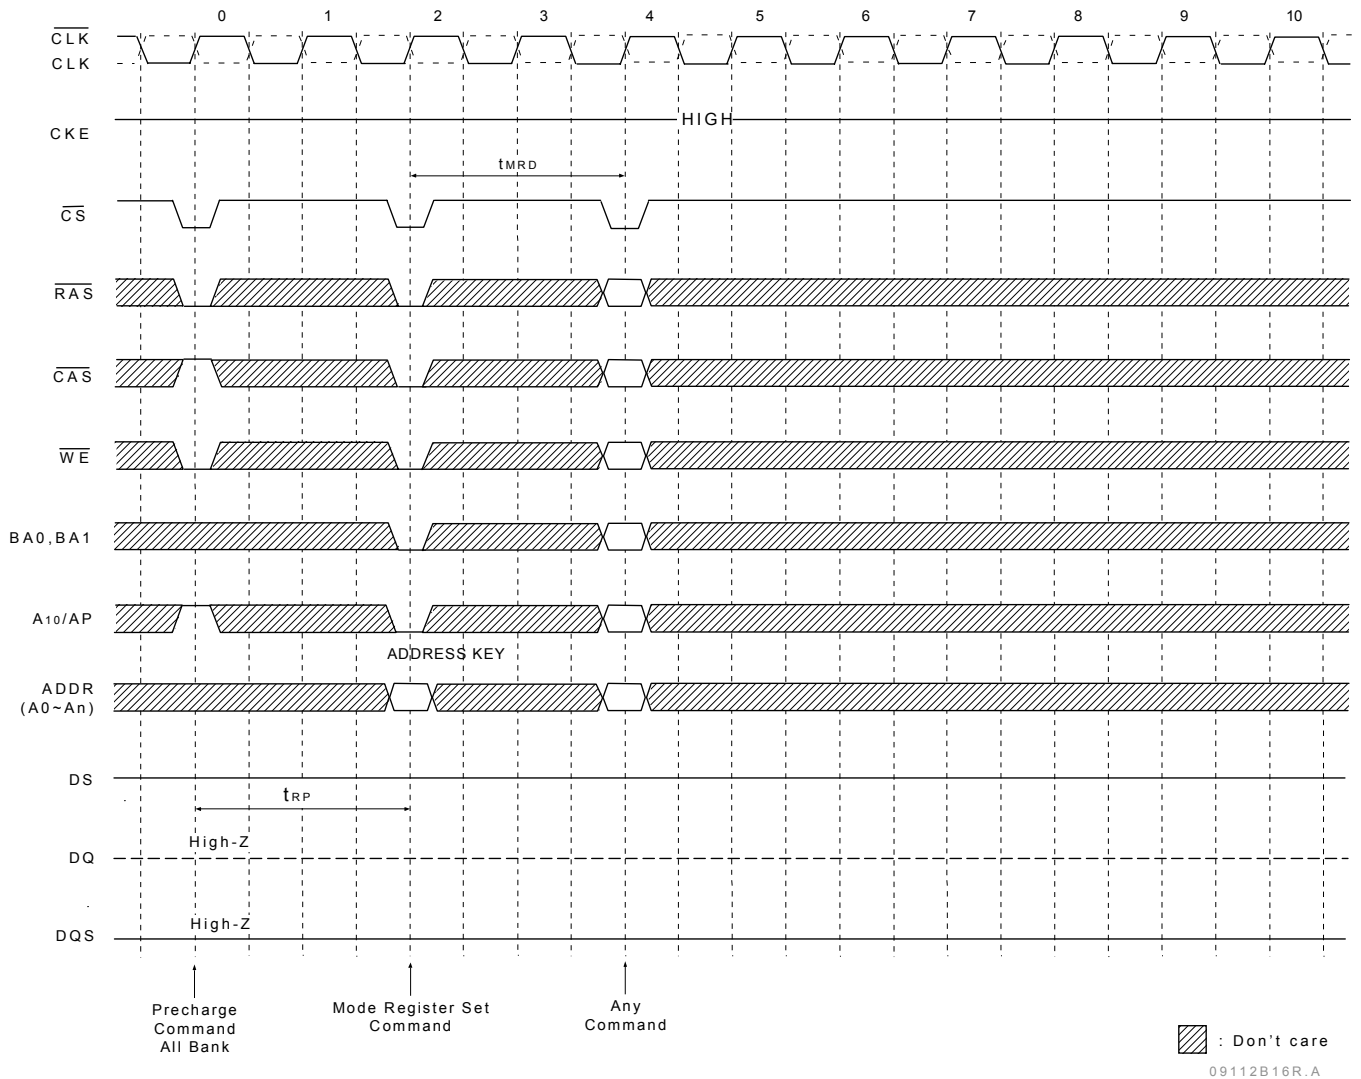 0 1 2 3 4 5 6 7 8 9 10
CLK
CLK
HIGH
CKE
tMRD
CS
RAS
CAS
WE
BA0,BA1
A10/AP
ADDRESS KEY
ADDR
(A0~An)
DS
tRP
High-Z
DQ
High-Z
DQS
Precharge
Command
All Bank
Mode Register Set
Command
Any
Command
: Don't care
09112B16R.A